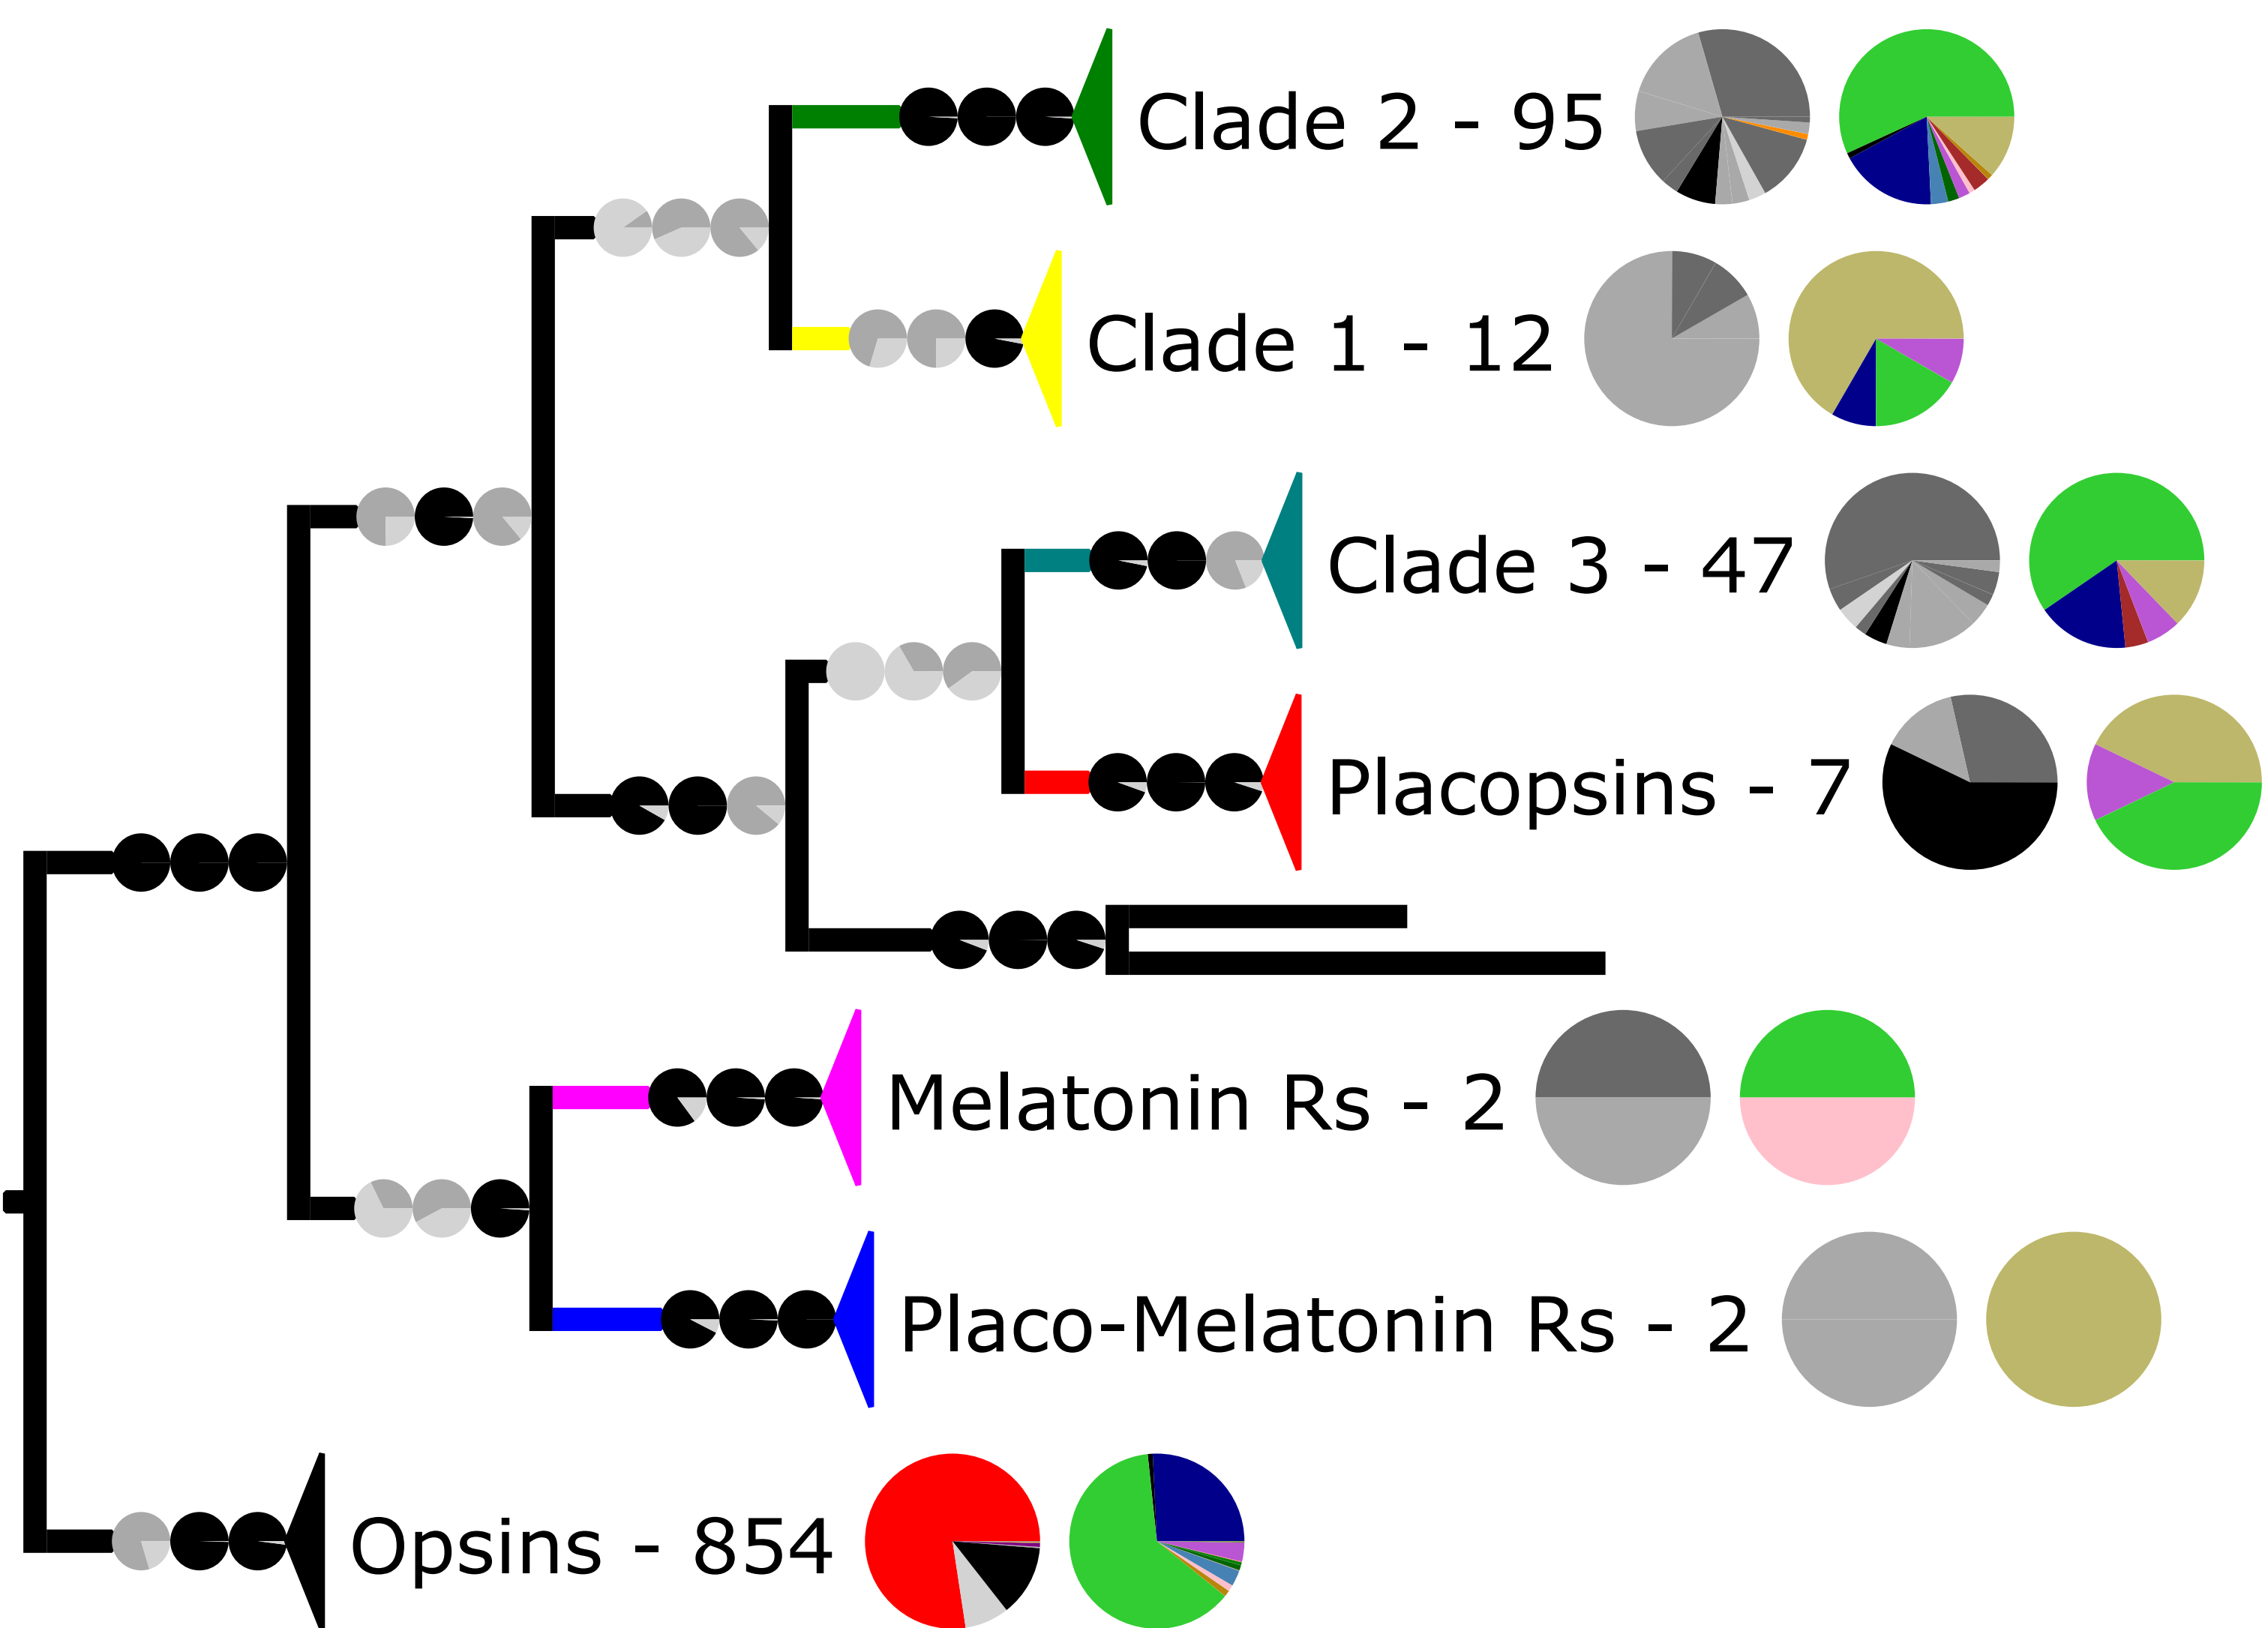 Clade 2 - 95
Clade 1 - 12
Clade 3 - 47
Placopsins - 7
Melatonin Rs - 2
Placo-Melatonin Rs - 2
Opsins - 854